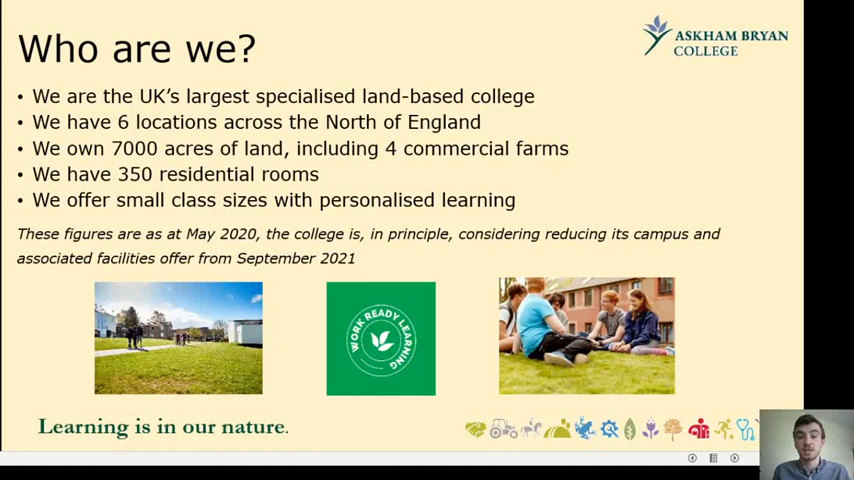 Who are we?
ASKHAM BRYAN
COLLEGE
• We are the UK's largest specialised land-based college
• We have 6 locations across the North of England
• We own 7000 acres of land, including 4 commercial farms
• We have 350 residential rooms
• We offer small class sizes with personalised learning
These figures are as at May 2020, the college is, in principle, considering reducing its campus and
associated facilities offer from September 2021
WORK READY LEARNING
Learning is in our nature.